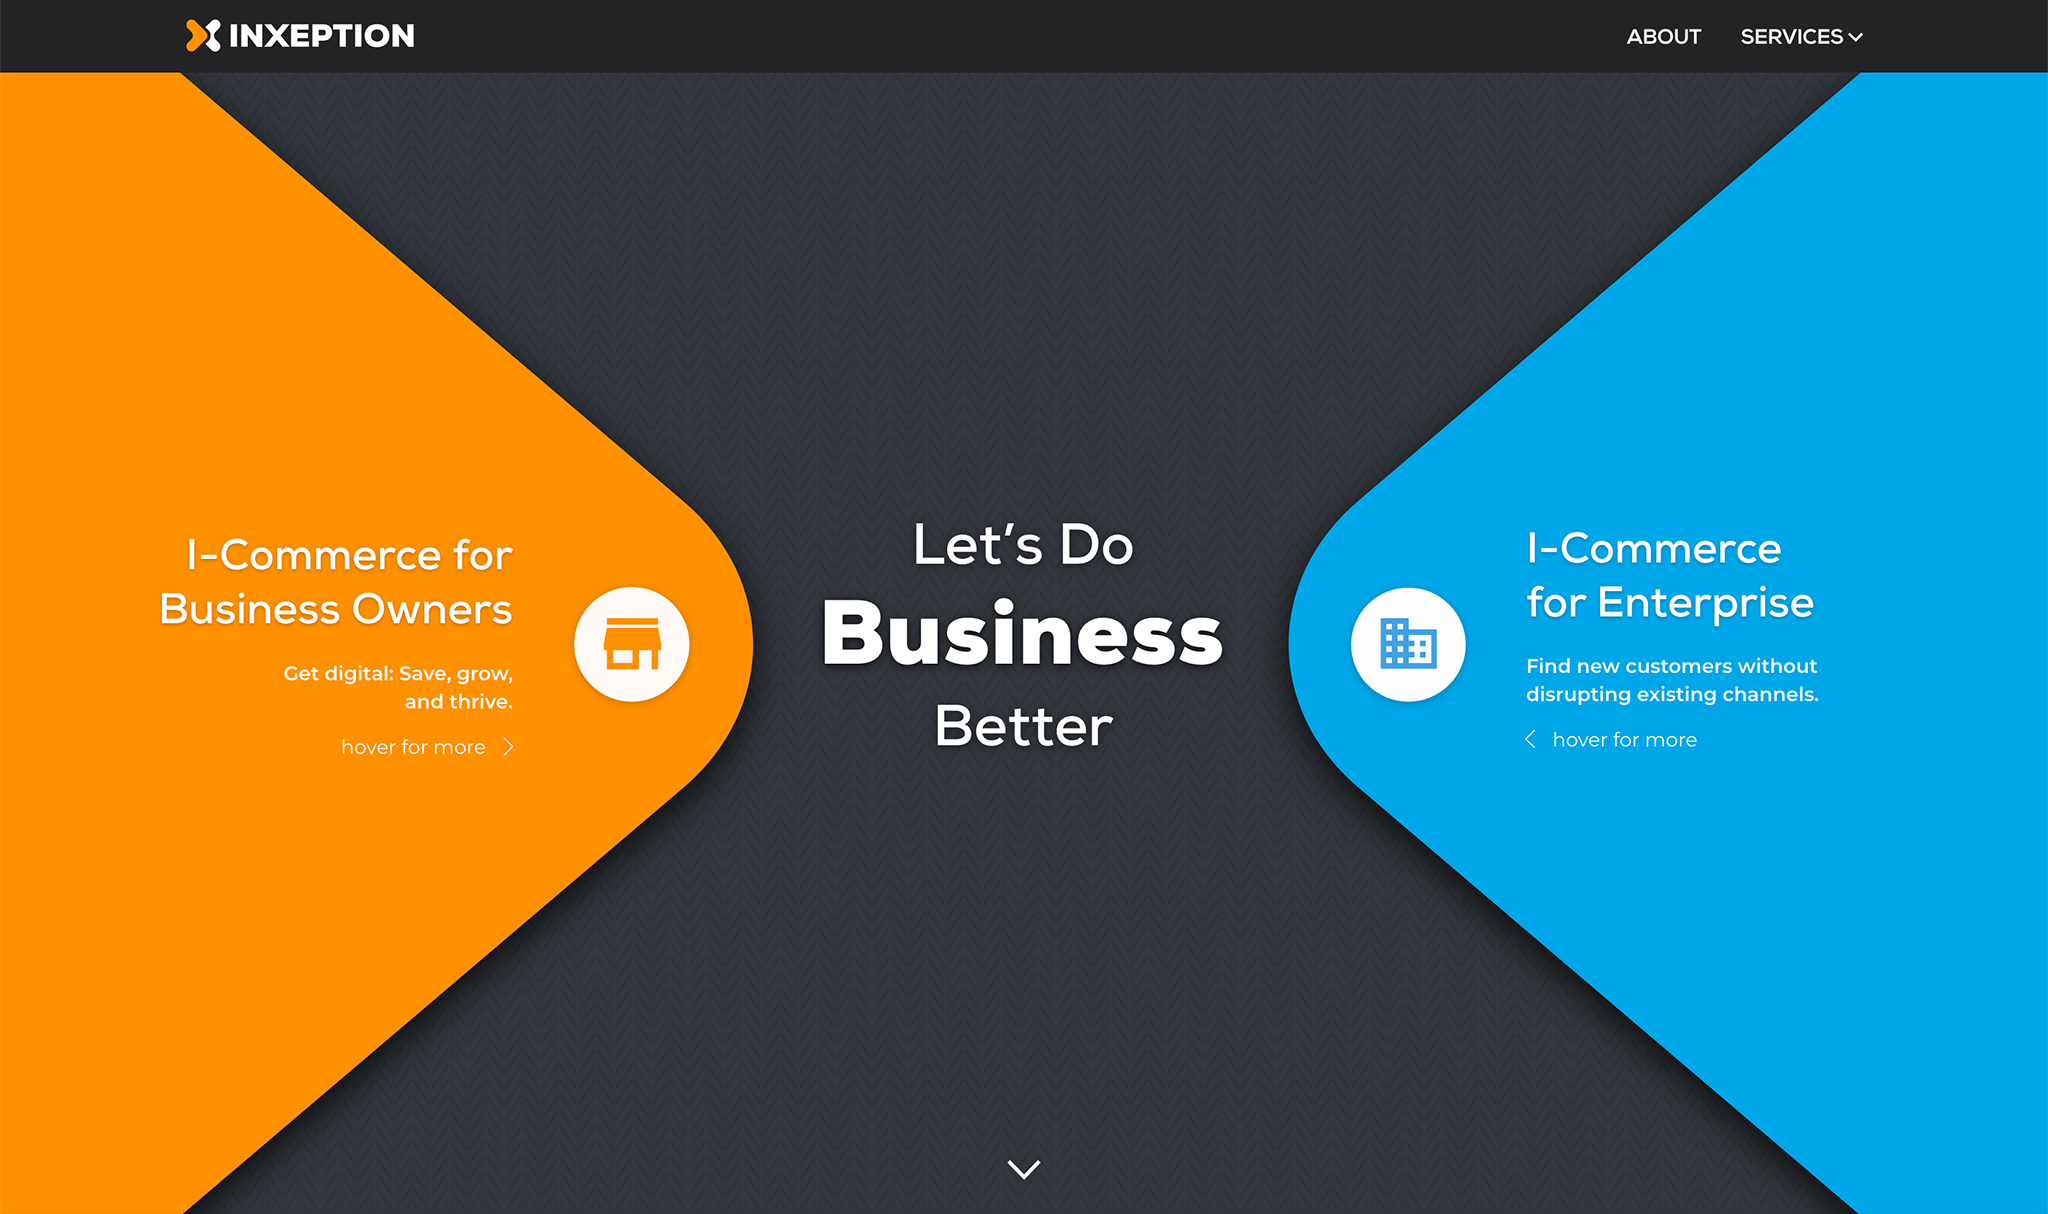 INXEPTION
ABOUT
SERVICES
I-Commerce for
Business Owners
Get digital: Save, grow,
and thrive.
hover for more
Let’s Do
Business
Better
I-Commerce
for Enterprise
Find new customers without
disrupting existing channels.
hover for more